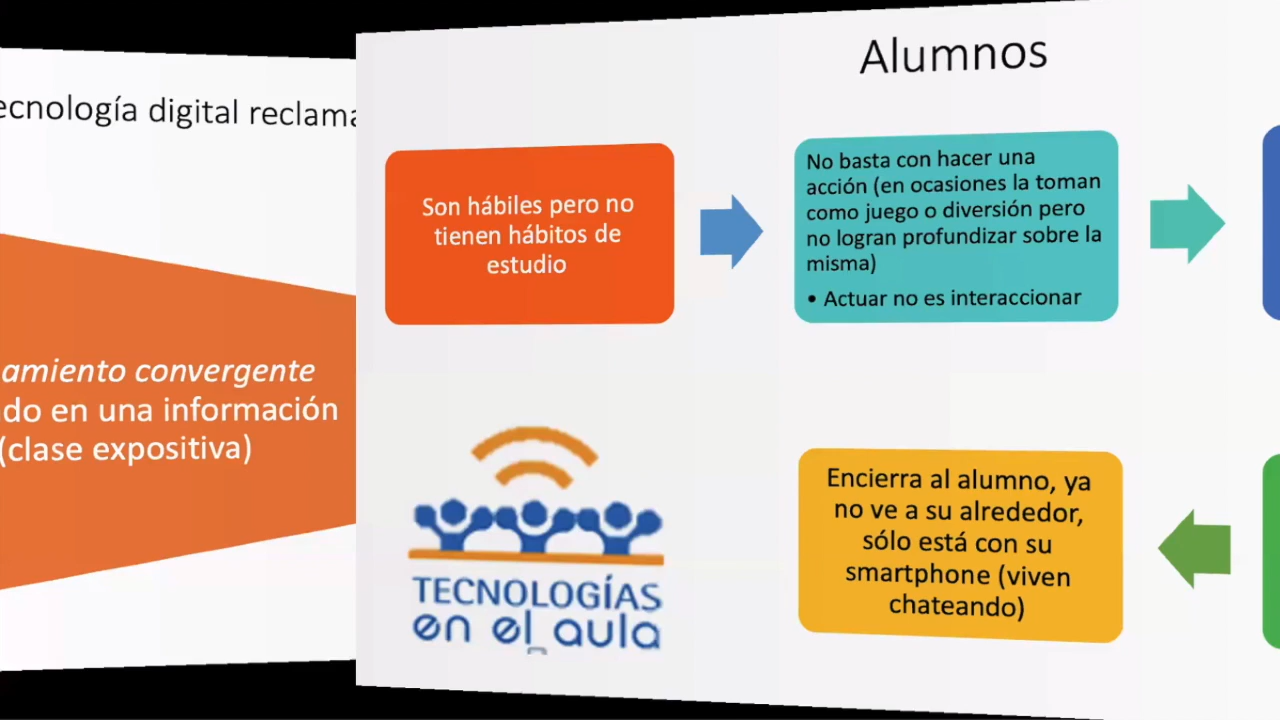 ecnología digital reclama
amiento convergente
do en una información
(clase expositiva)
Alumnos
Son hábiles pero no
tienen hábitos de
estudio
No basta con hacer una
acción (en ocasiones la toman
como juego o diversión pero
no logran profundizar sobre la
misma)
• Actuar no es interaccionar
Encierra al alumno, ya
no ve a su alrededor,
sólo está con su
smartphone (viven
chateando)
TECNOLOGÍAS
en el aula